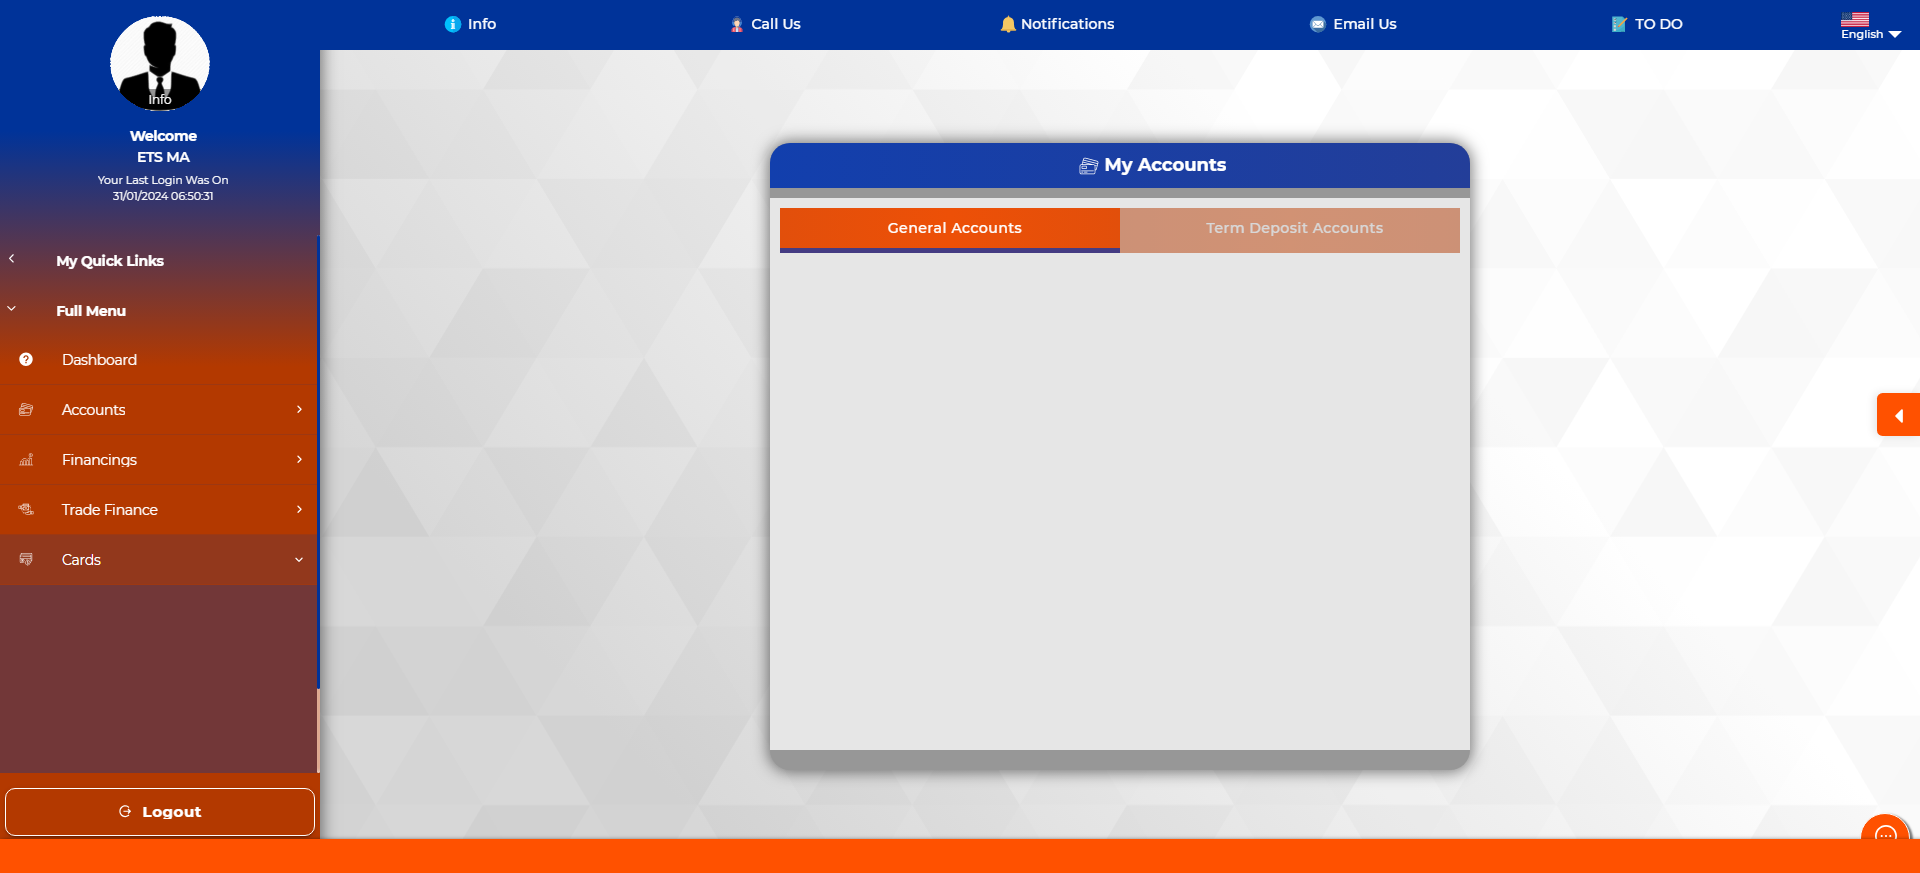 Info
Call Us
Notifications
Email Us
TO DO
English
Info
Welcome
ETS MA
Your Last Login Was On
31/01/2024 06:50:31
My Quick Links
Full Menu
Dashboard
Accounts
Financings
Trade Finance
Cards
Logout
My Accounts
General Accounts
Term Deposit Accounts